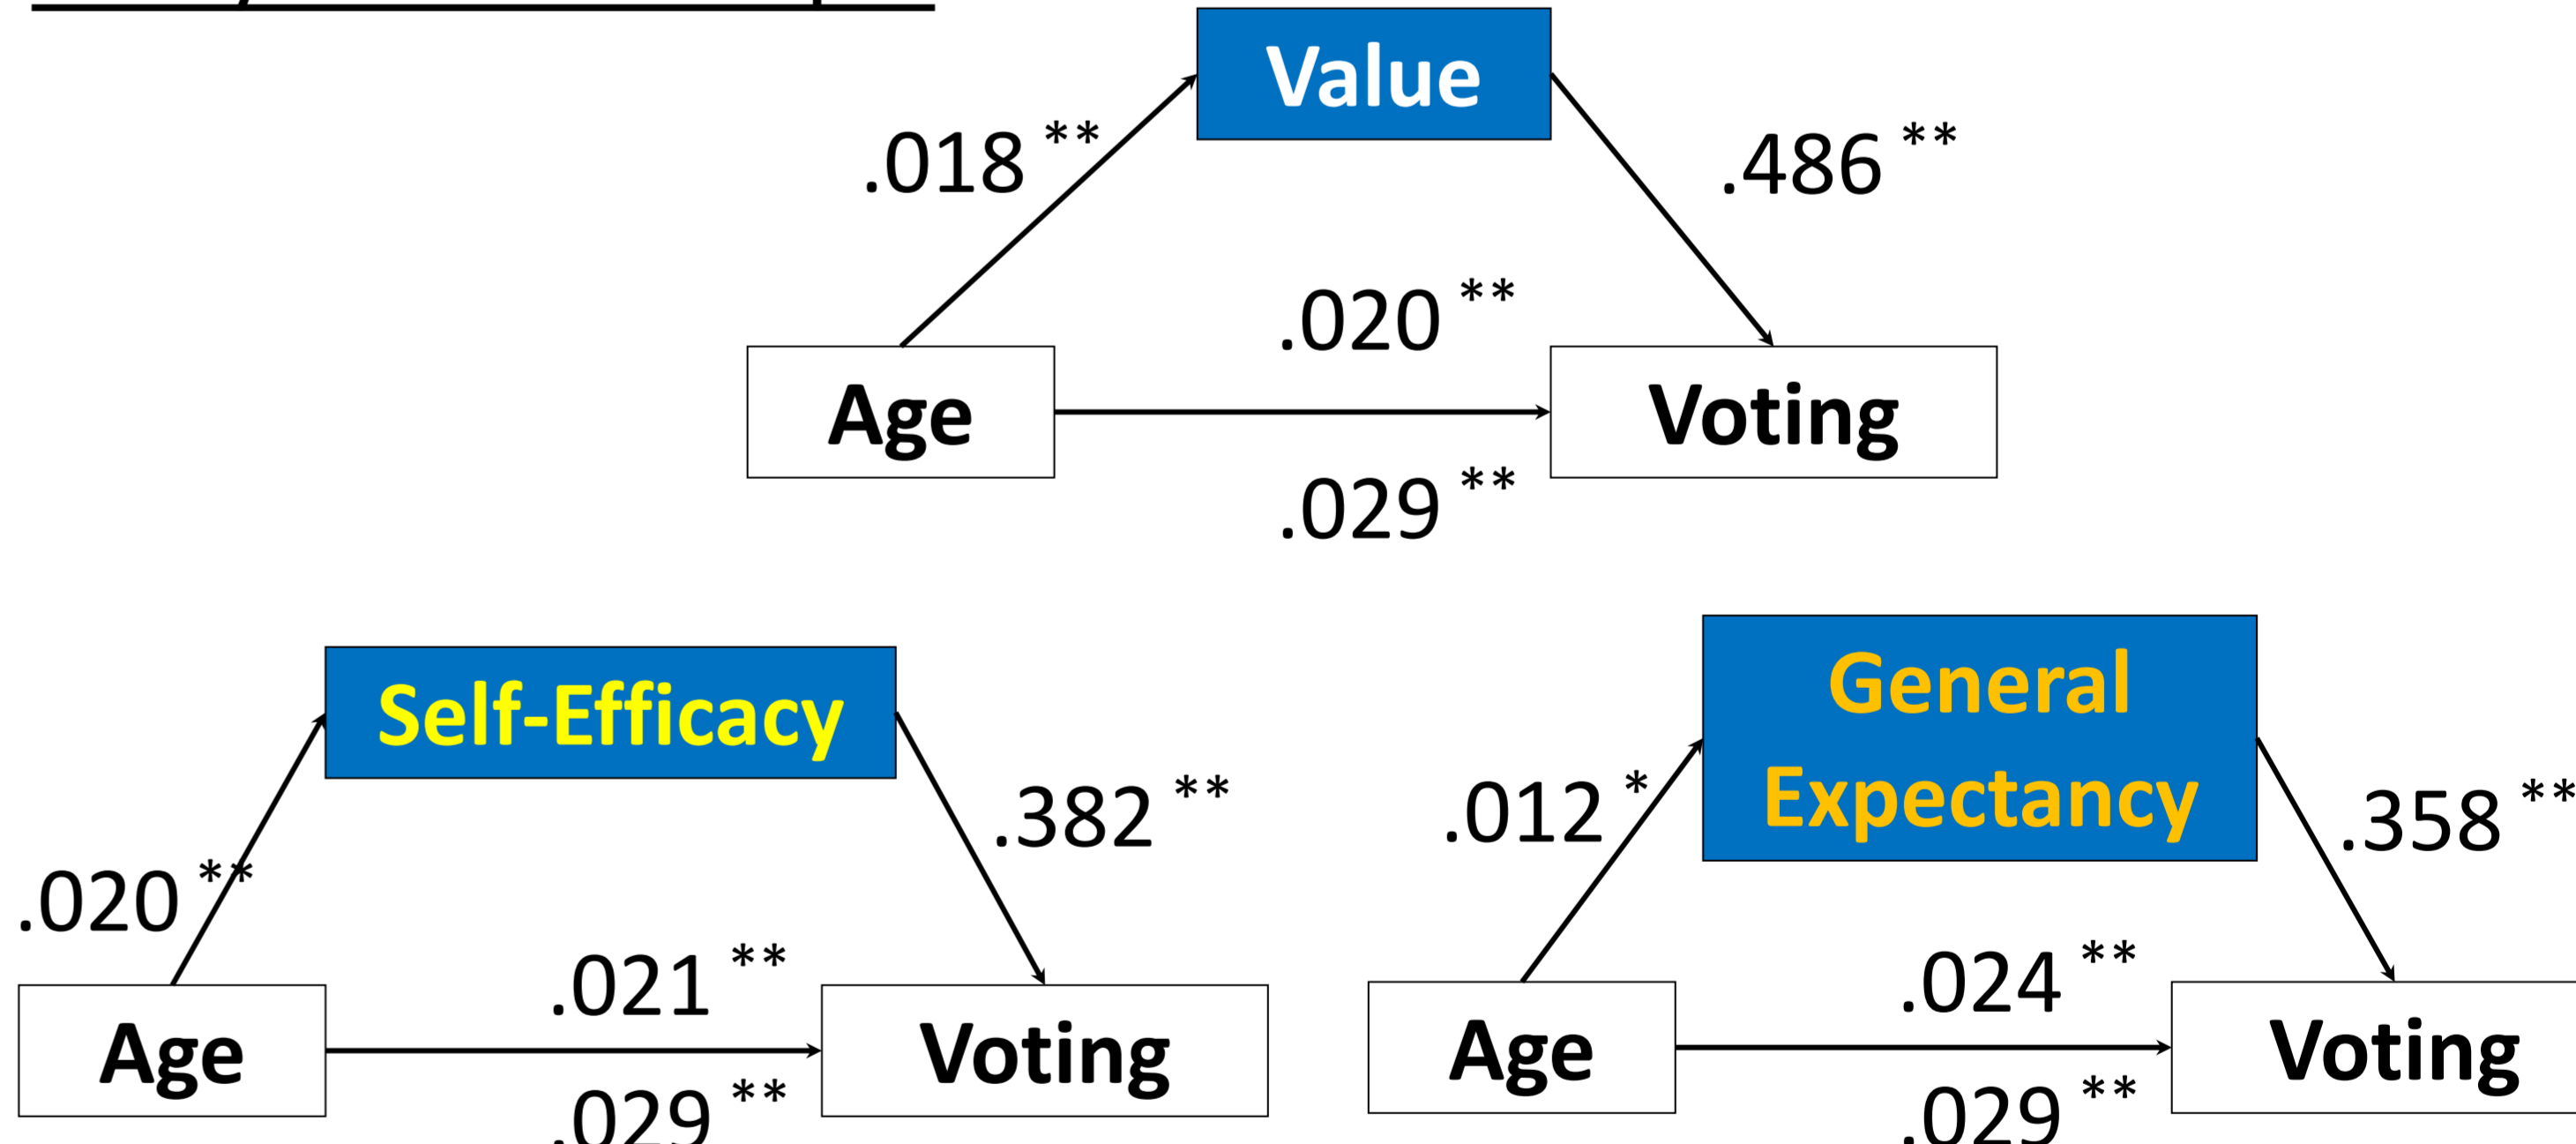 Value
.018 **
.486 **
.020 **
Age
Voting
.029 **
Self-Efficacy
General
Expectancy
.020 **
.382 **
.012 *
.358 **
.021 **
.024 **
Age
Voting
Age
Voting
.029 **
.029 **